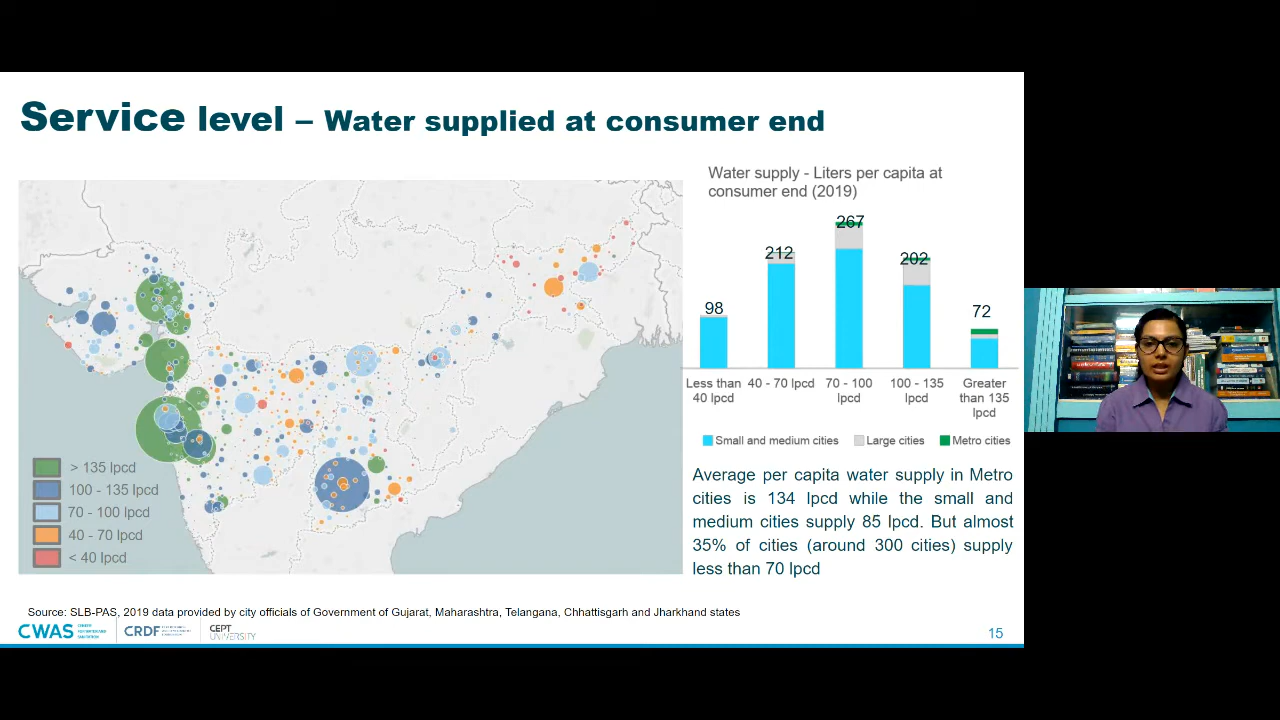 Service level – Water supplied at consumer end
Water supply - Liters per capita at
consumer end (2019)
98
212
267
202
72
Less than
40 lpcd
40 - 70 lpcd
70 - 100
lpcd
100 - 135
lpcd
Greater
than 135
lpcd
Small and medium cities
Large cities
Metro cities
> 135 lpcd
100 - 135 lpcd
70 - 100 lpcd
40 - 70 lpcd
< 40 lpcd
Average per capita water supply in Metro
cities is 134 lpcd while the small and
medium cities supply 85 lpcd. But almost
35% of cities (around 300 cities) supply
less than 70 lpcd
Source: SLB-PAS, 2019 data provided by city officials of Government of Gujarat, Maharashtra, Telangana, Chhattisgarh and Jharkhand states
CWAS
CRDF
CEPT
UNIVERSITY
15